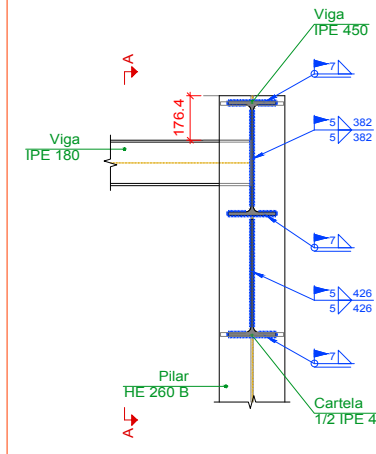 Viga
IPE 450
A
7
176.4
5
382
5
382
Viga
IPE 180
7
5
426
5
426
7
Pilar
HE 260 B
Cartela
1/2 IPE 4
A